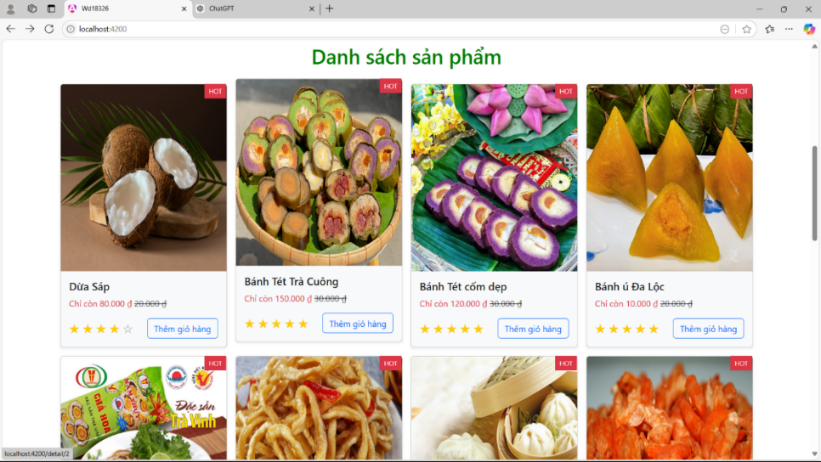 Wd18326
ChatGPT
localhost:4200
Danh sách sản phẩm
HOT
HOT
HOT
HOT
Dừa Sáp
Chỉ còn 80.000 ₫ 20.000 ₫
Thêm giỏ hàng
Bánh Tét Trà Cuông
Chỉ còn 150.000 ₫ 30.000 ₫
Thêm giỏ hàng
Bánh Tét cốm dẹp
Chỉ còn 120.000 ₫ 30.000 ₫
Thêm giỏ hàng
Bánh ú Đa Lộc
Chỉ còn 10.000 ₫ 20.000 ₫
Thêm giỏ hàng
HOT
HOT
HOT
HOT
CHẢ HOA
Đặc sản
Trà Vinh
localhost:4200/detail/2